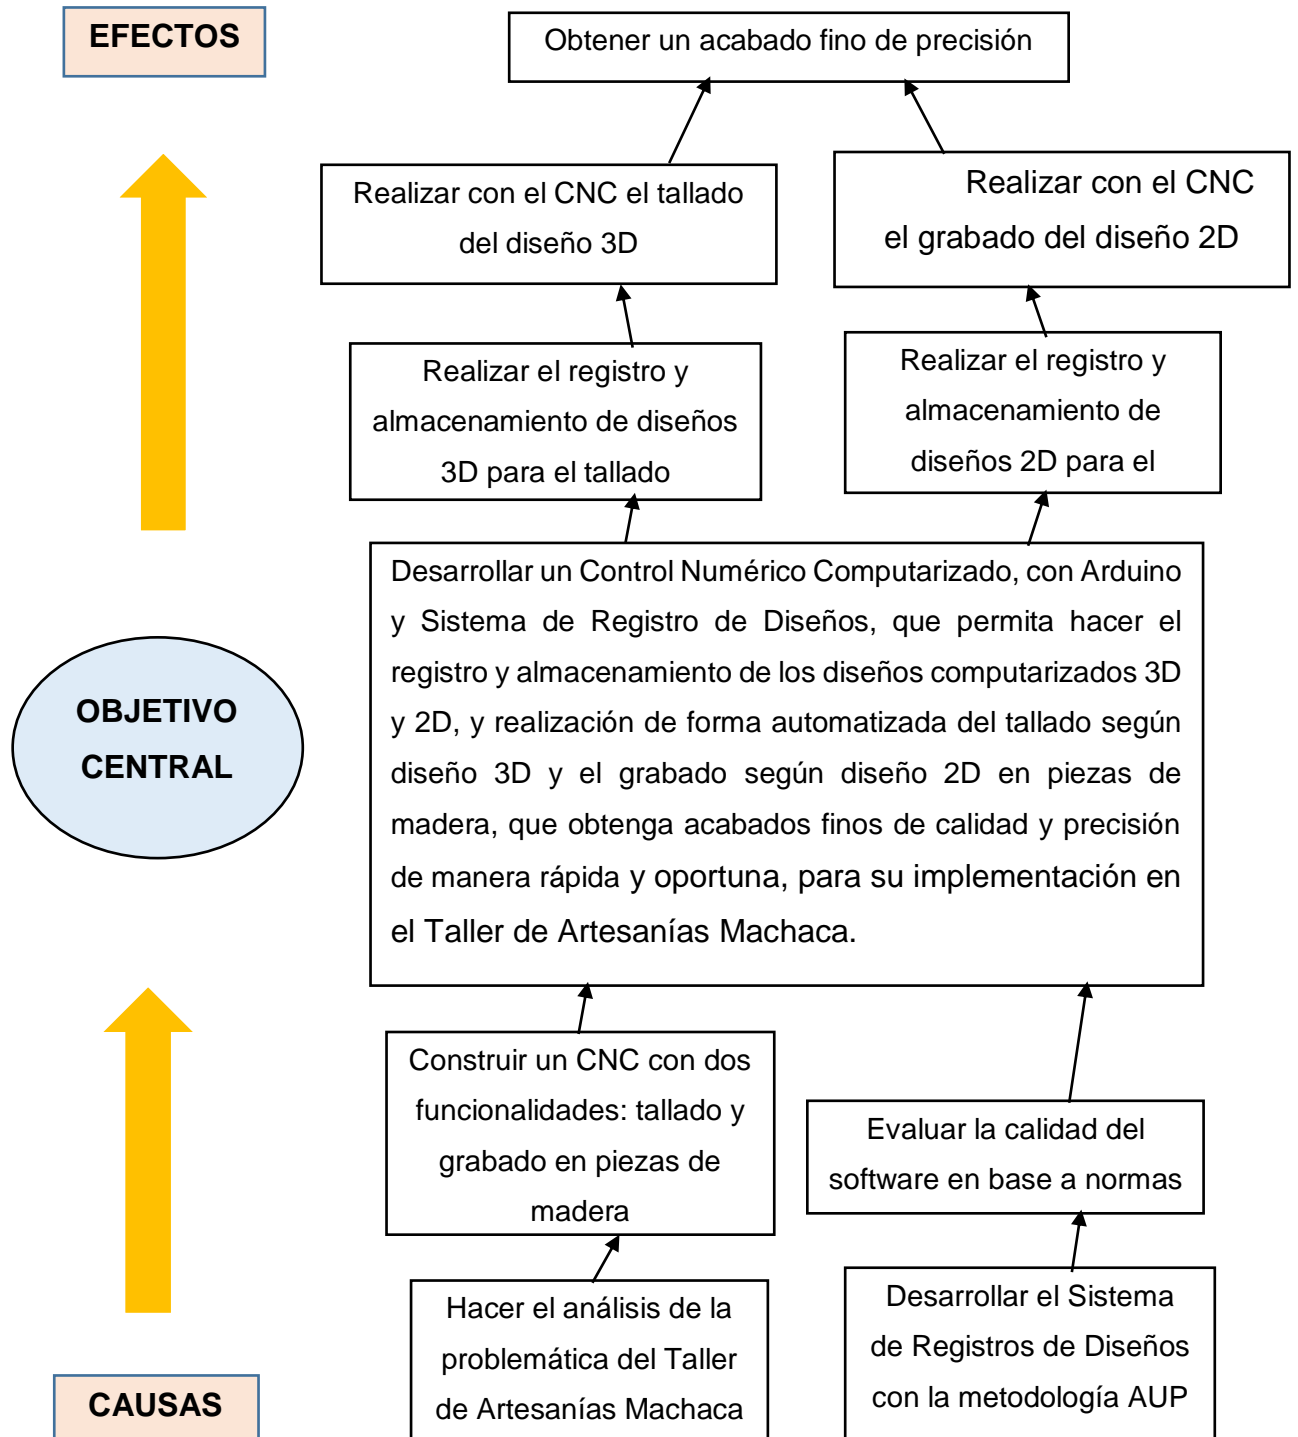 EFECTOS
Obtener un acabado fino de precisión
Realizar con el CNC el tallado
del diseño 3D
Realizar con el CNC
el grabado del diseño 2D
Realizar el registro y
almacenamiento de diseños
3D para el tallado
Realizar el registro y
almacenamiento de
diseños 2D para el
OBJETIVO
CENTRAL
Desarrollar un Control Numérico Computarizado, con Arduino
y Sistema de Registro de Diseños, que permita hacer el
registro y almacenamiento de los diseños computarizados 3D
y 2D, y realización de forma automatizada del tallado según
diseño 3D y el grabado según diseño 2D en piezas de
madera, que obtenga acabados finos de calidad y precisión
de manera rápida y oportuna, para su implementación en
el Taller de Artesanías Machaca.
Construir un CNC con dos
funcionalidades: tallado y
grabado en piezas de
madera
Evaluar la calidad del
software en base a normas
Hacer el análisis de la
problemática del Taller
de Artesanías Machaca
Desarrollar el Sistema
de Registros de Diseños
con la metodología AUP
CAUSAS